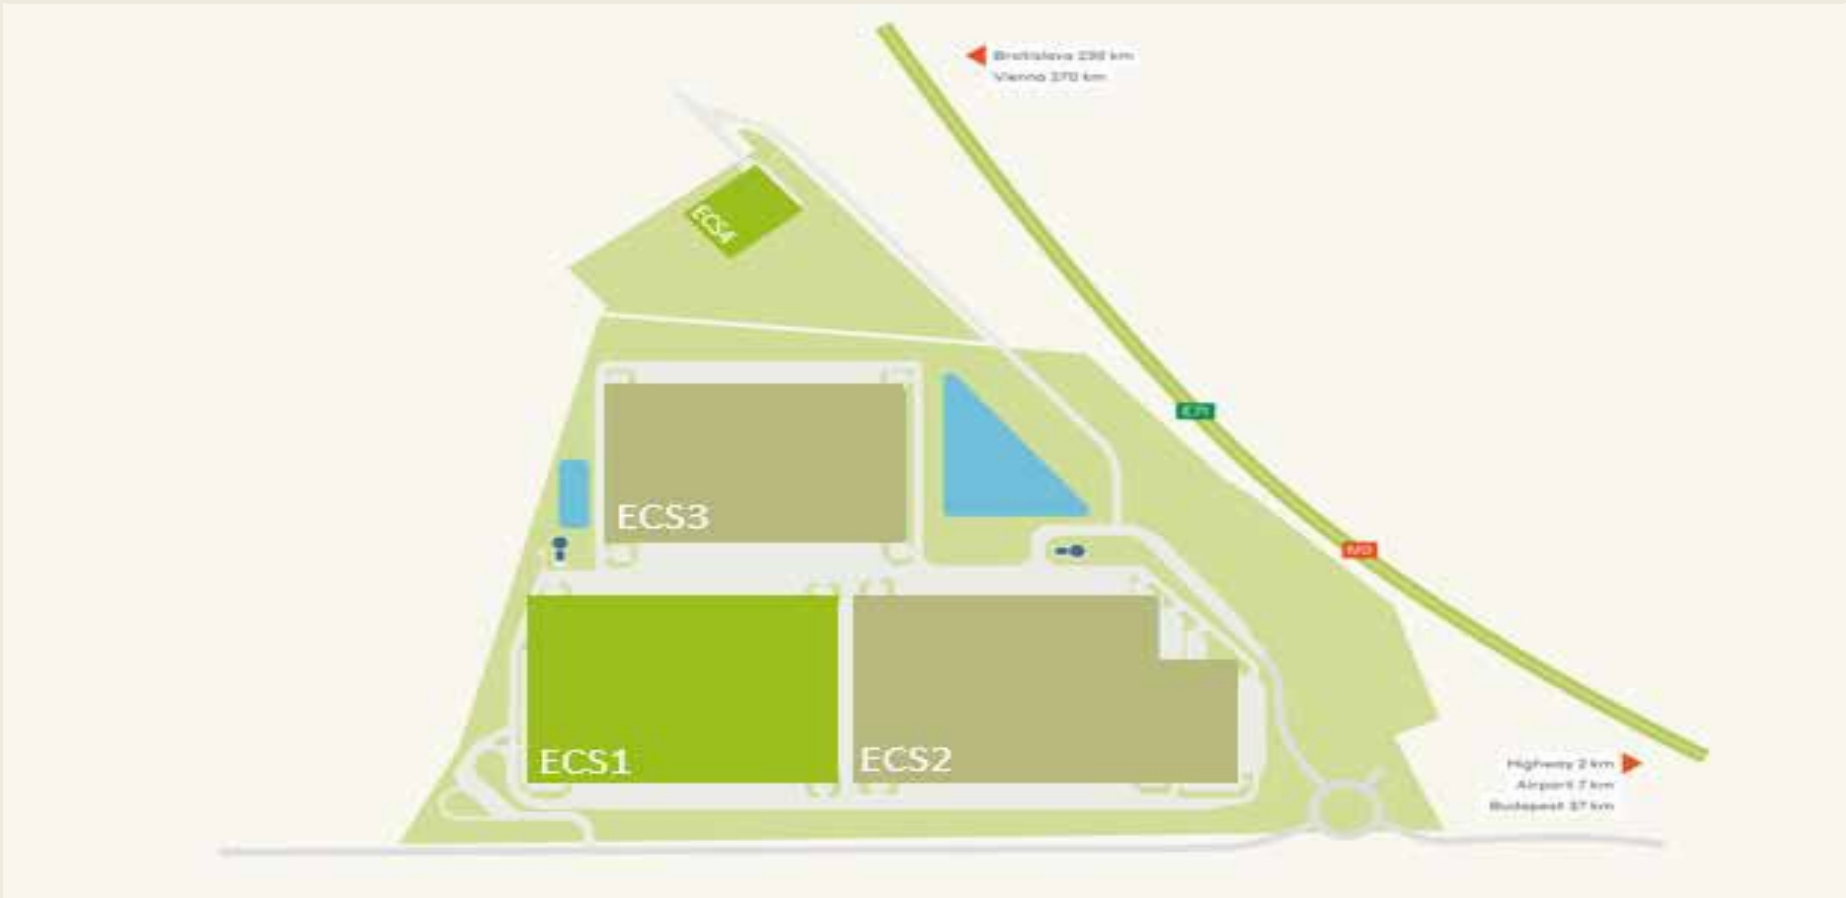 Bratislava 230 km
Vienna 270 km
ECS4
E71
ECS3
M0
ECS1
ECS2
Highway 2 km
Airport 7 km
Budapest km